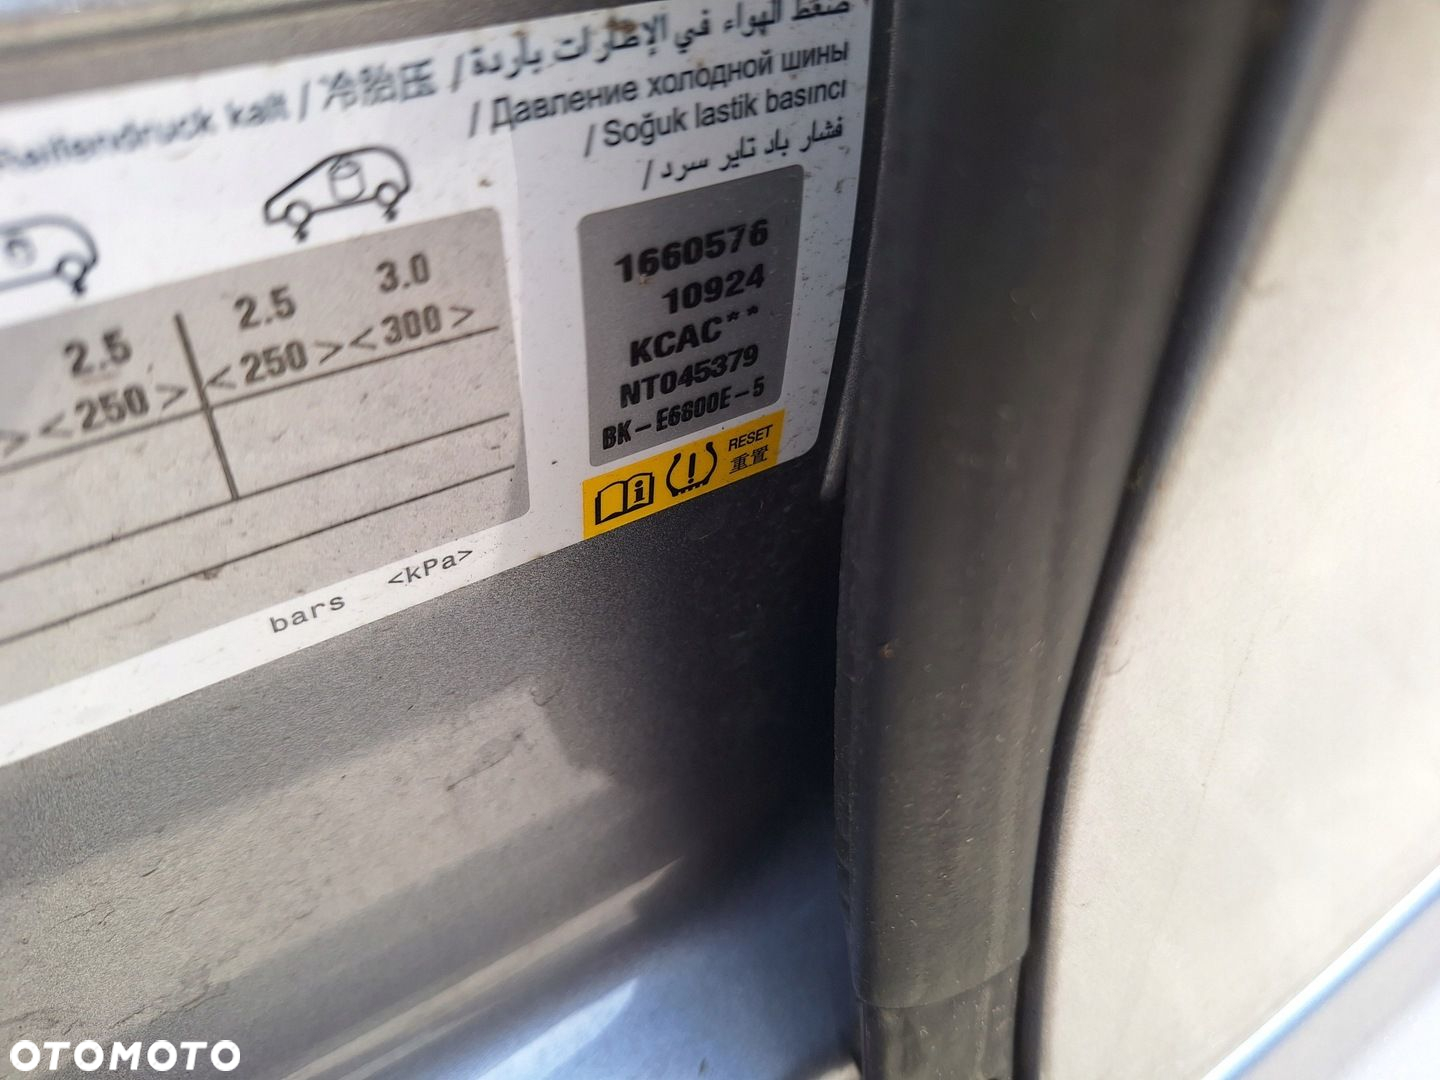 ضغط الهواء في الإطارات باردة /
Reifendruck kalt / 冷胎压 /
/ Давление холодной шины
/ Soğuk lastik basıncı
/ فشار باد تایر سرد
2.5 2.5 3.0
> <250> <250> <300>
1660576
10924
KCAC**
NT045379
BK-E6800E-5
RESET
重置
bars <kPa>
OTOMOTO